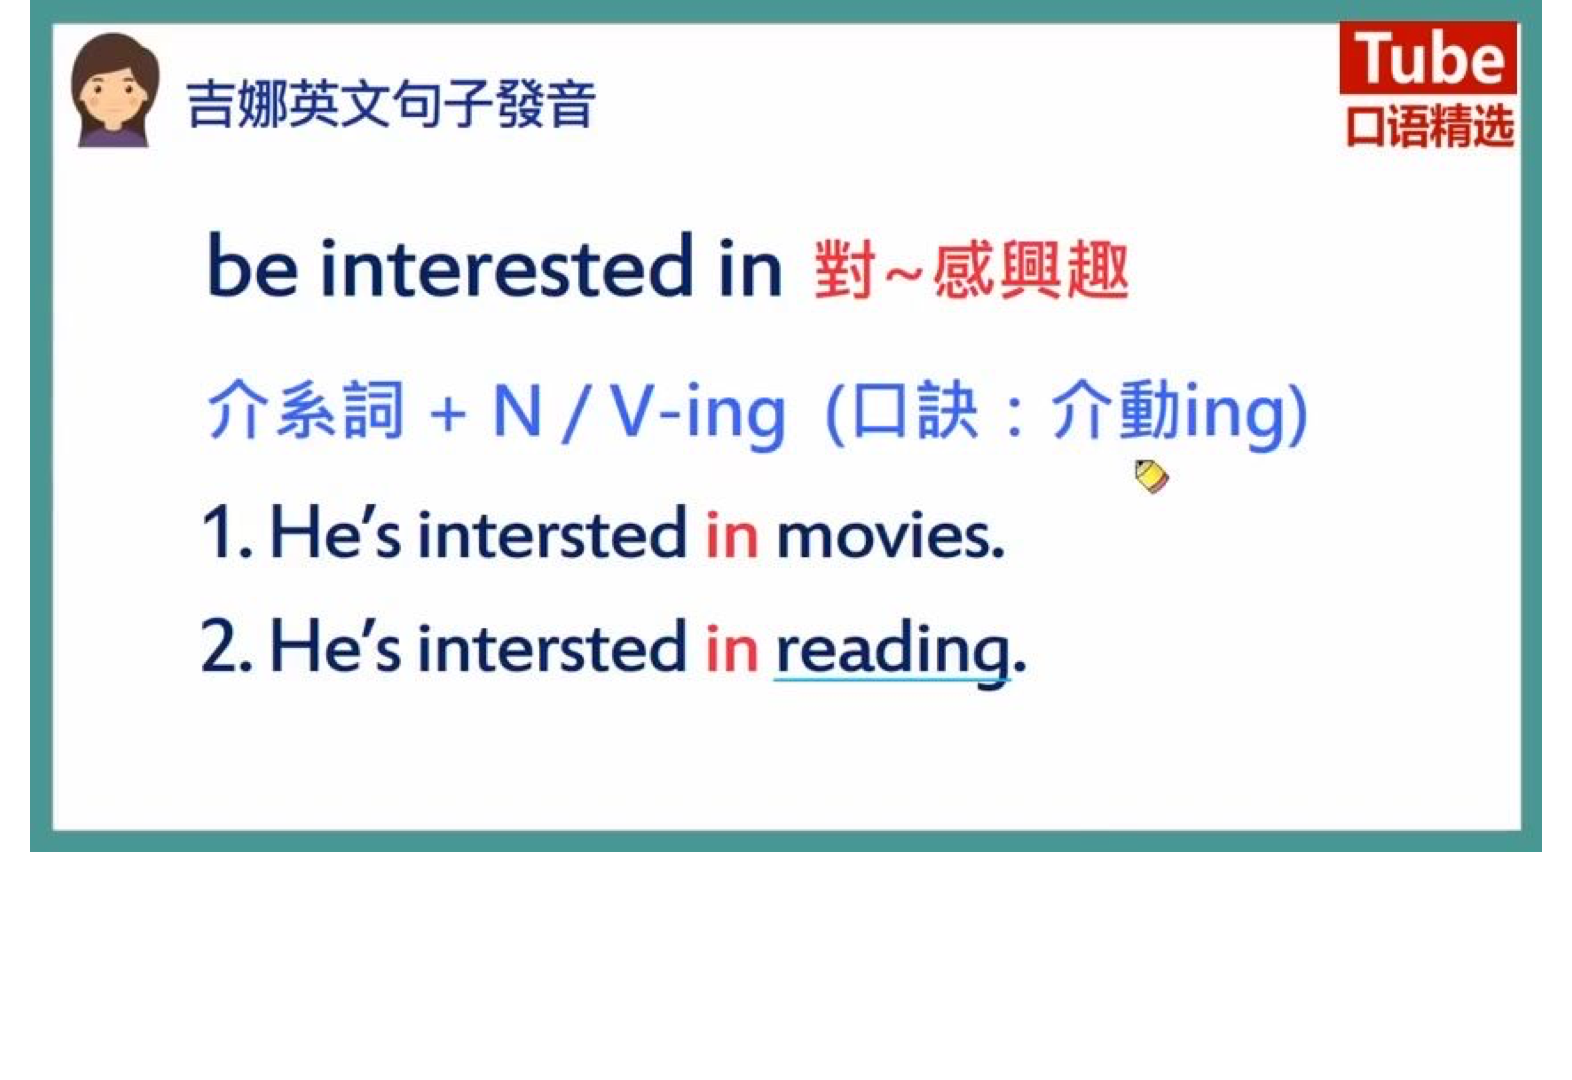 吉娜英文句子發音
Tube
口语精选
be interested in 對~感興趣
介系詞 + N / V-ing (口訣：介動ing)
1. He's intersted in movies.
2. He's intersted in reading.